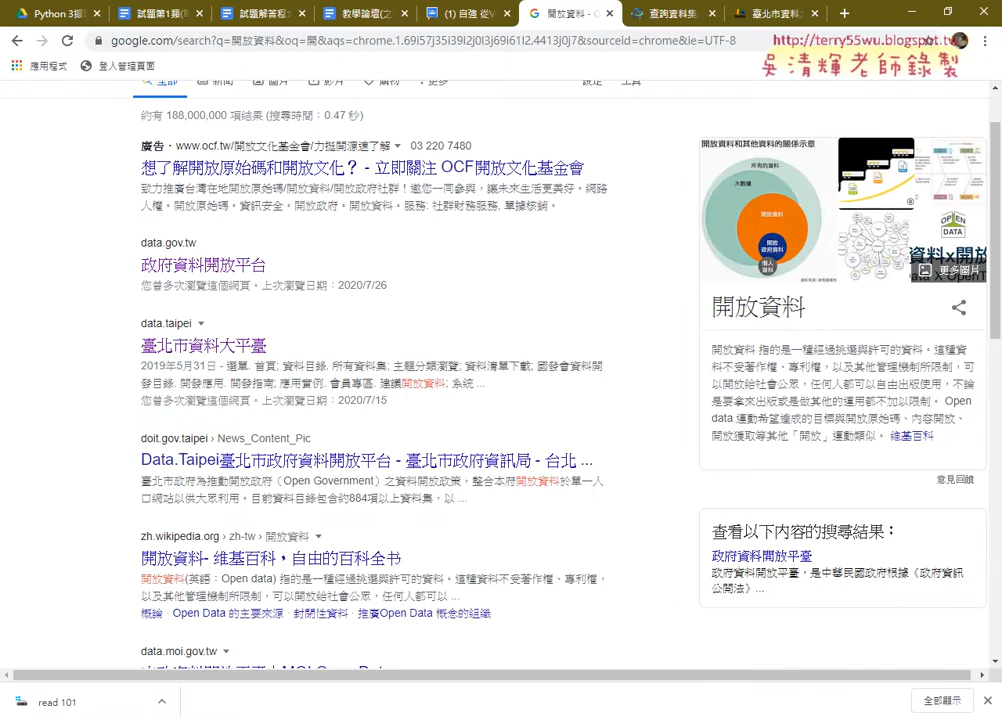 Python 3
試題第1類(
試題解答程
教學論壇(之
(1) 自強 從V
開放資料 - G
查詢資料集
臺北市資料
google.com/search?q=開放資料&oq=開&aqs=chrome.1.69i57j35i39l2j0l3j69i61l2.4413j0j7&sourceid=chrome&ie=UTF-8
http://terry55wu.blogspot.tw
吳清輝老師錄製
應用程式
登入管理頁面
全部
新聞
圖片
影片
購物
更多
設定
工具
約有 188,000,000 項結果 (搜尋時間：0.47 秒)
廣告・www.ocf.tw/開放文化基金會/力挺開源速了解 03 220 7480
想了解開放原始碼和開放文化？ - 立即關注 OCF開放文化基金會
致力推廣台灣在地開放原始碼/開放資料/開放政府社群！邀您一同參與，讓未來生活更美好。網路
人權。開放原始碼。資訊安全。開放政府。開放資料。服務: 社群財務服務, 單據核銷。
data.gov.tw
政府資料開放平台
您曾多次瀏覽這個網頁。上次瀏覽日期：2020/7/26
data.taipei
臺北市資料大平臺
2019年5月31日 - 選單. 首頁; 資料目錄. 所有資料集; 主題分類瀏覽; 資料清單下載; 國發會資料開
發目錄. 開發應用. 開發指南; 應用實例. 會員專區. 建議開放資料; 系統 ...
您曾多次瀏覽這個網頁。上次瀏覽日期：2020/7/15
doit.gov.taipei › News_Content_Pic
Data.Taipei臺北市政府資料開放平台 - 臺北市政府資訊局 - 台北 ...
臺北市政府為推動開放政府（Open Government）之資料開放政策，整合本府開放資料於單一入
口網站以供大眾利用。目前資料目錄包含約884項以上資料集，以 ...
zh.wikipedia.org › zh-tw › 開放資料
開放資料- 维基百科，自由的百科全书
開放資料(英語：Open data) 指的是一種經過挑選與許可的資料。這種資料不受著作權、專利權，
以及其他管理機制所限制，可以開放給社會公眾，任何人都可以 ...
概論 · Open Data 的主要來源 · 封閉性資料 · 推廣Open Data 概念的組織
data.moi.gov.tw
開放資料和其他資料的關係示意
所有的資料
大數據
開放資料
開放
政府資料
個人
資料
OPEN
DATA
資料x開放
更多圖片
開放資料
開放資料 指的是一種經過挑選與許可的資料。這種資
料不受著作權、專利權，以及其他管理機制所限制，可
以開放給社會公眾，任何人都可以自由出版使用，不論
是要拿來出版或是做其他的運用都不加以限制。 Open
data 運動希望達成的目標與開放原始碼、內容開放、
開放獲取等其他「開放」運動類似。 維基百科
意見回饋
查看以下內容的搜尋結果：
政府資料開放平臺
政府資料開放平臺，是中華民國政府根據《政府資訊
公開法》...
read 101
全部顯示